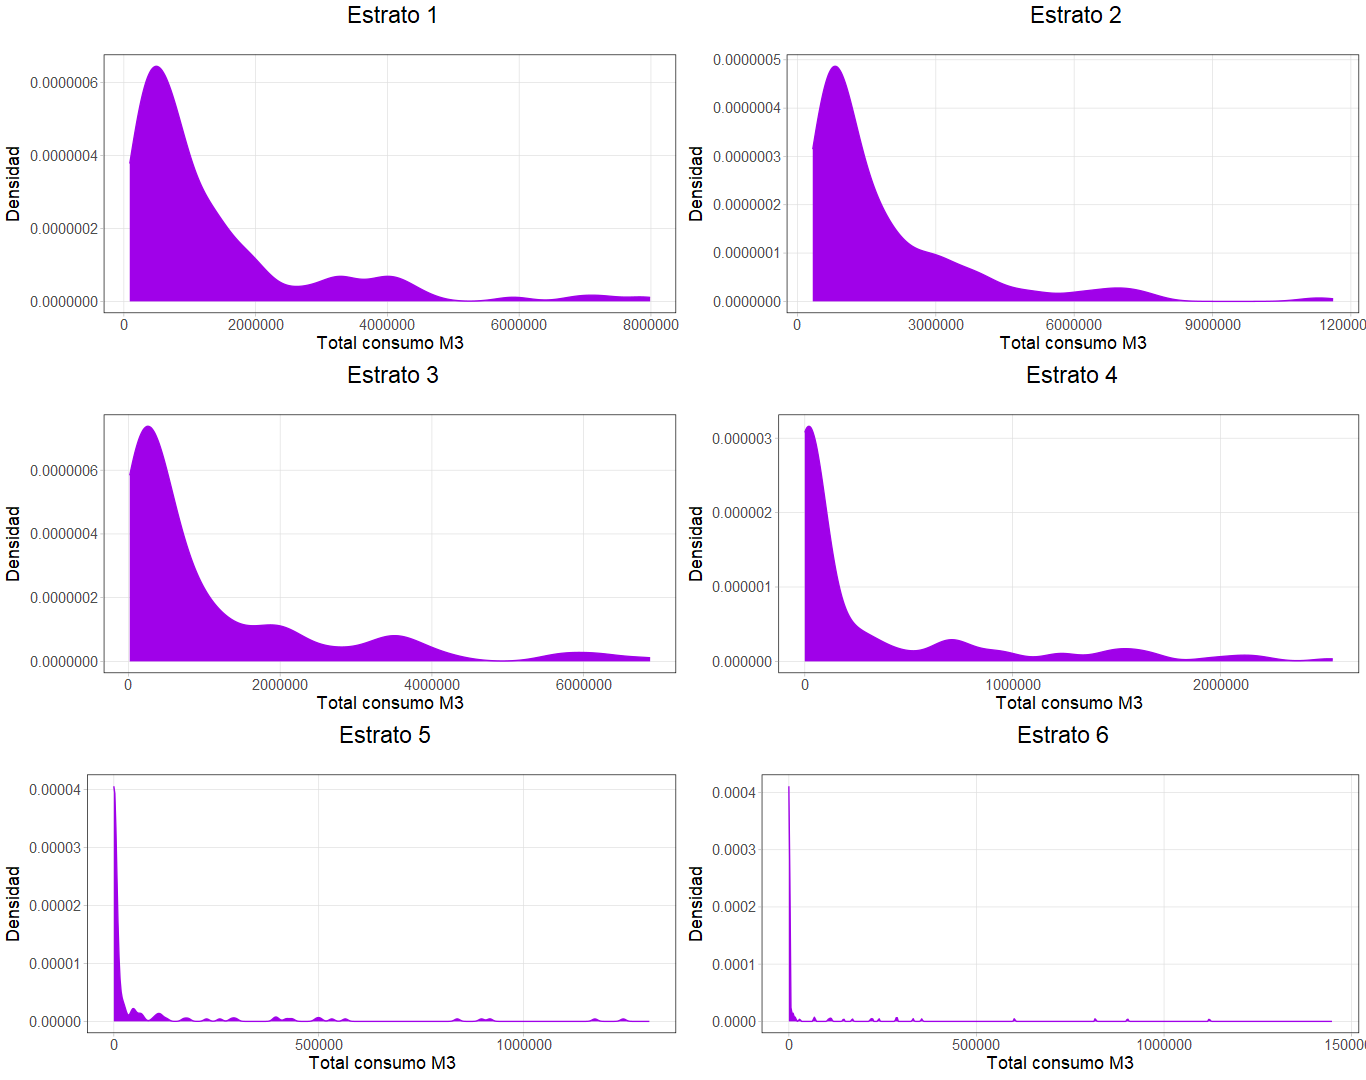 Estrato 1
0.0000006
0.0000004
0.0000002
0.0000000
Densidad
0 2000000 4000000 6000000 8000000
Total consumo M3
Estrato 2
0.0000005
0.0000004
0.0000003
0.0000002
0.0000001
0.0000000
Densidad
0 3000000 6000000 9000000 1200000
Total consumo M3
Estrato 3
0.0000006
0.0000004
0.0000002
0.0000000
Densidad
0 2000000 4000000 6000000
Total consumo M3
Estrato 4
0.000003
0.000002
0.000001
0.000000
Densidad
0 1000000 2000000
Total consumo M3
Estrato 5
0.00004
0.00003
0.00002
0.00001
0.00000
Densidad
0 500000 1000000
Total consumo M3
Estrato 6
0.0004
0.0003
0.0002
0.0001
0.0000
Densidad
0 500000 1000000 150000
Total consumo M3